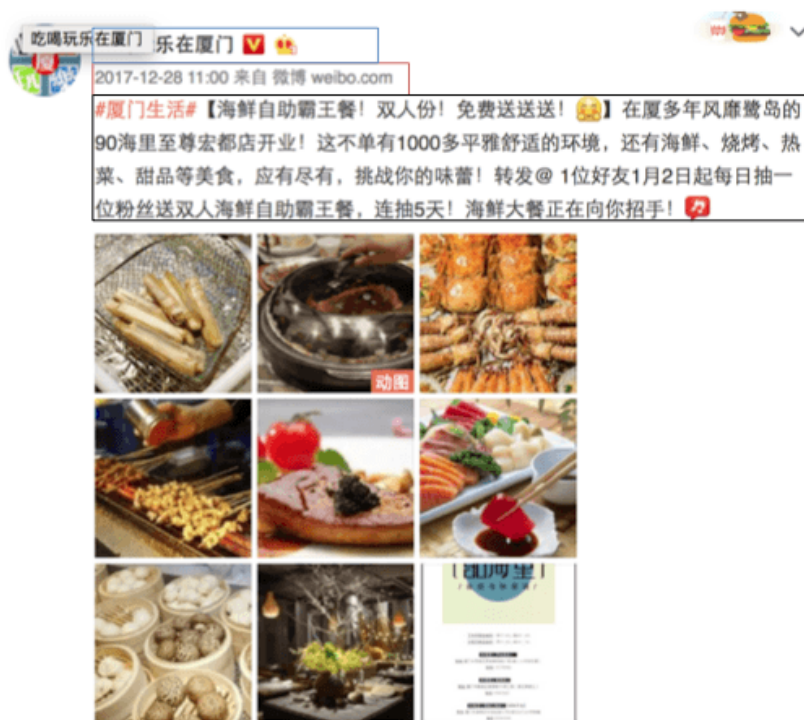 吃喝玩乐在厦门
乐在厦门
2017-12-28 11:00 来自 微博 weibo.com
#厦门生活#【海鲜自助霸王餐！双人份！免费送送送！】在厦多年风靡鹭岛的
90海里至尊宏都店开业！这不单有1000多平雅舒适的环境，还有海鲜、烧烤、热
菜、甜品等美食，应有尽有，挑战你的味蕾！转发@ 1位好友1月2日起每日抽一
位粉丝送双人海鲜自助霸王餐，连抽5天！海鲜大餐正在向你招手！
动图